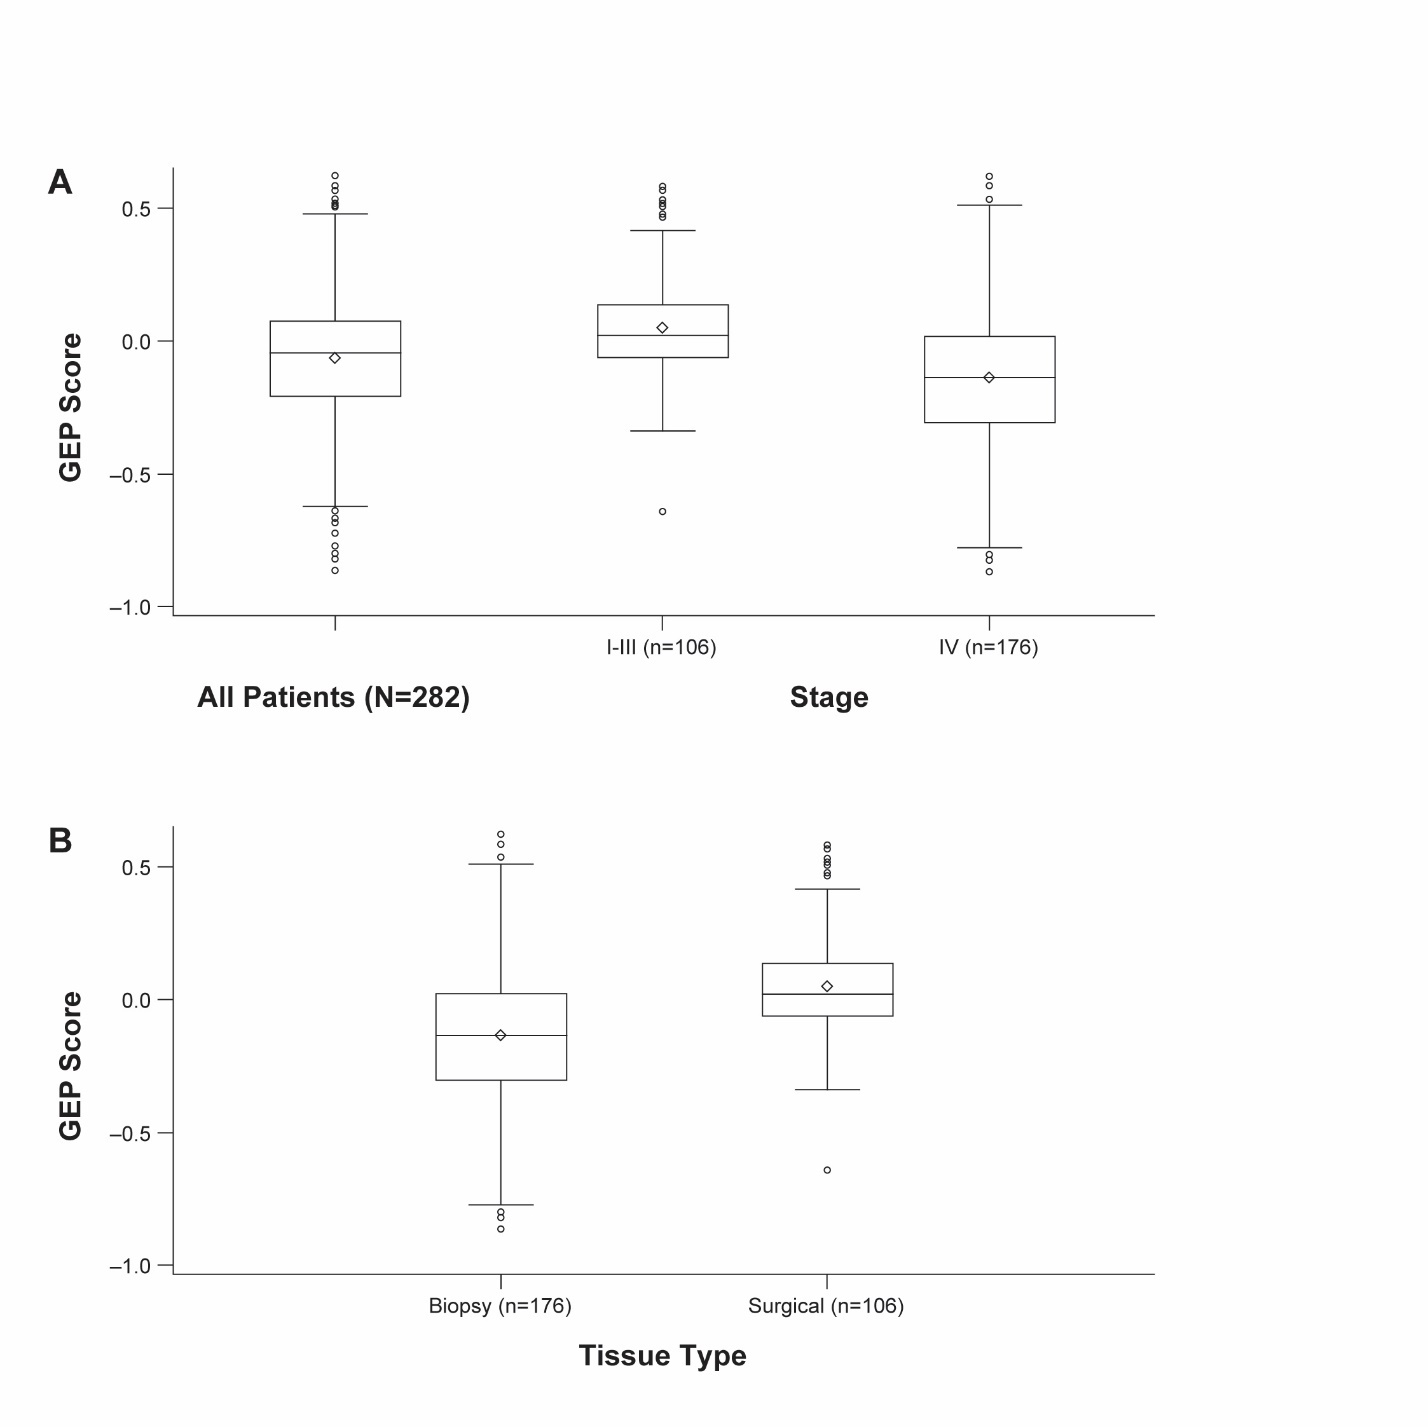 A
0.5
0.0
–0.5
–1.0
GEP Score
I-III (n=106)
IV (n=176)
All Patients (N=282)
Stage
B
0.5
0.0
–0.5
–1.0
GEP Score
Biopsy (n=176)
Surgical (n=106)
Tissue Type